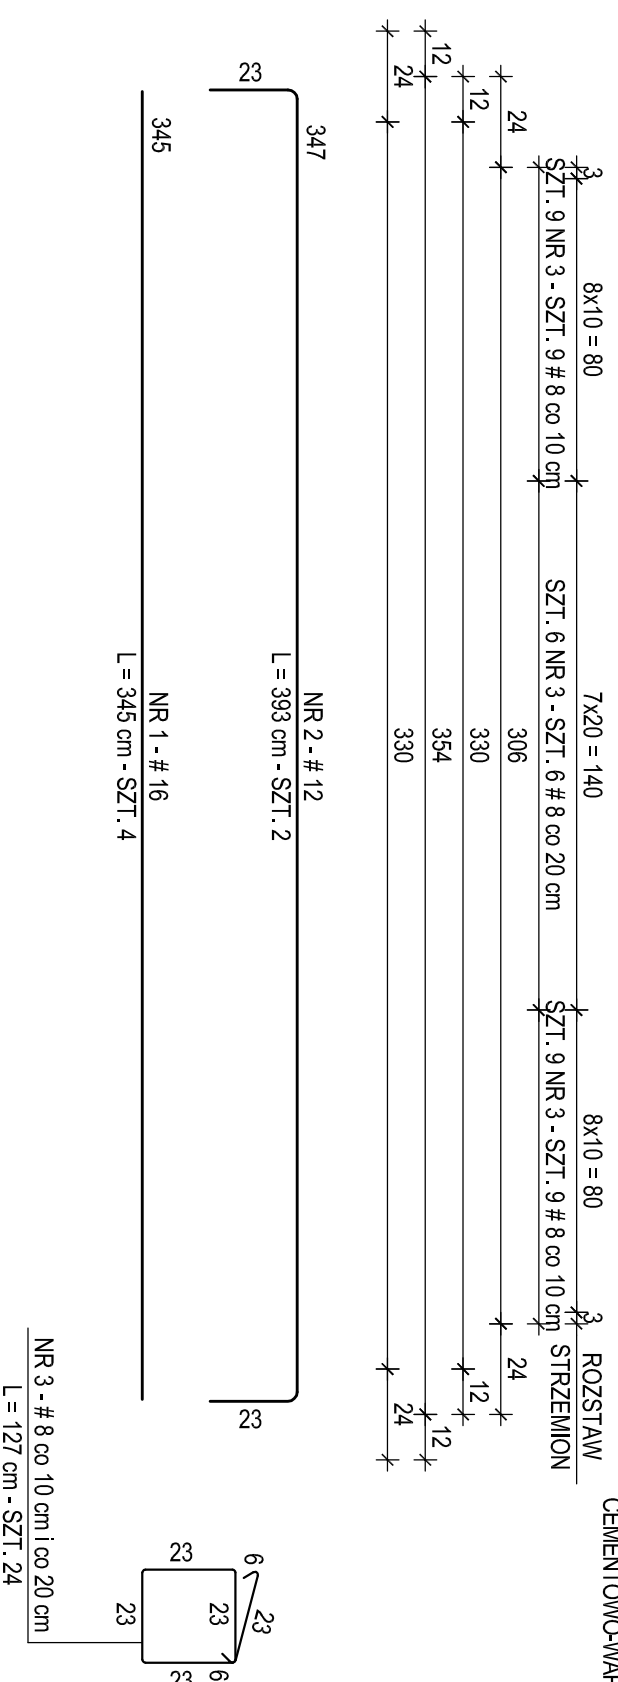 CEMENTOWO-WAP
3
8x10 = 80
7x20 = 140
8x10 = 80
3
ROZSTAW
STRZEMION
SZT. 9 NR 3 - SZT. 9 # 8 co 10 cm
SZT. 6 NR 3 - SZT. 6 # 8 co 20 cm
SZT. 9 NR 3 - SZT. 9 # 8 co 10 cm
24
306
24
12
330
12
12
354
12
24
330
24
347
23
NR 2 - # 12
L = 393 cm - SZT. 2
23
345
NR 1 - # 16
L = 345 cm - SZT. 4
6
23
23
23
23
23
6
NR 3 - # 8 co 10 cm i co 20 cm
L = 127 cm - SZT. 24